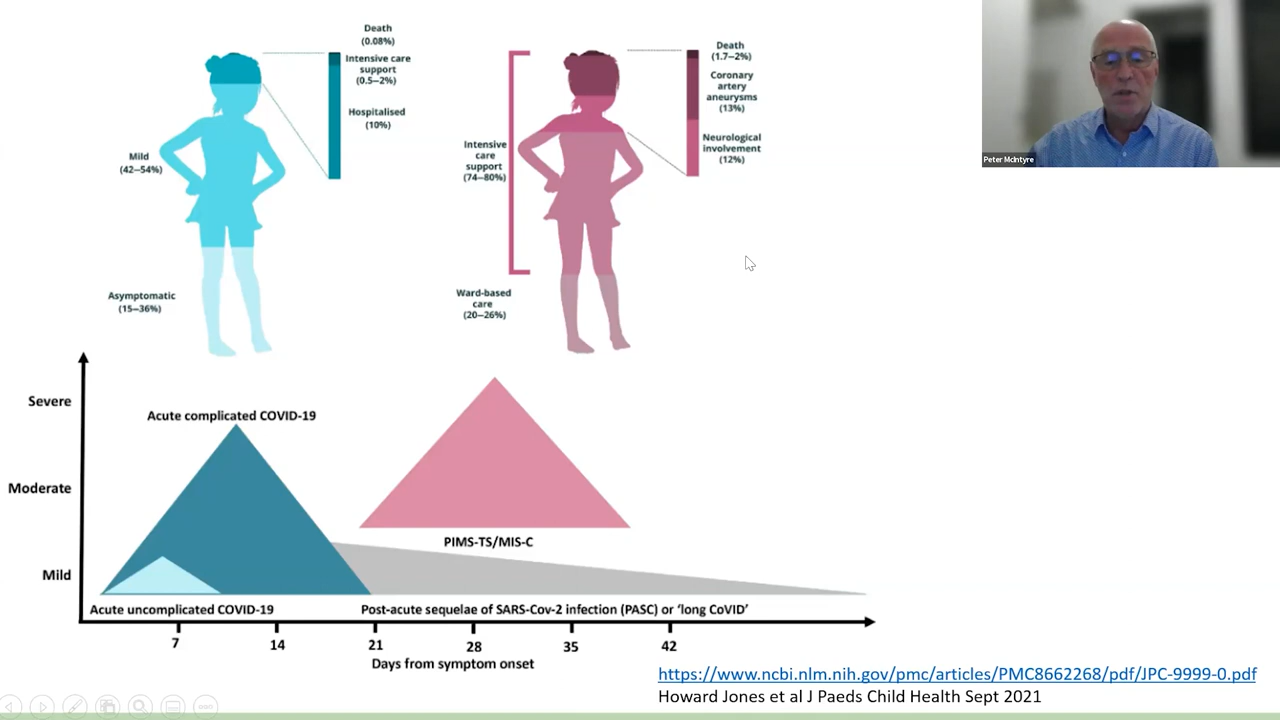 Death
(0.08%)
Intensive care
support
(0.5–2%)
Hospitalised
(10%)
Mild
(42–54%)
Asymptomatic
(15–36%)
Death
(1.7–2%)
Coronary
artery
aneurysms
(13%)
Neurological
involvement
(12%)
Intensive
care
support
(74–80%)
Ward-based
care
(20–26%)
Peter McIntyre
Severe
Moderate
Mild
Acute complicated COVID-19
PIMS-TS/MIS-C
Acute uncomplicated COVID-19
Post-acute sequelae of SARS-Cov-2 infection (PASC) or ‘long CoVID’
7 14 21 28 35 42
Days from symptom onset
https://www.ncbi.nlm.nih.gov/pmc/articles/PMC8662268/pdf/JPC-9999-0.pdf
Howard Jones et al J Paeds Child Health Sept 2021